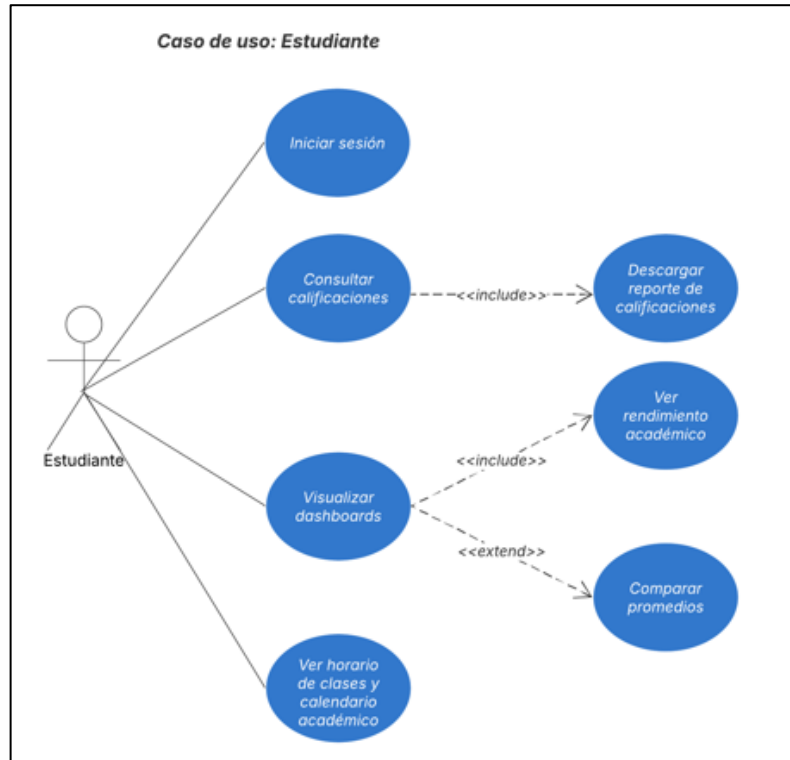 Caso de uso: Estudiante
Iniciar sesión
Consultar
calificaciones
<<include>>
Descargar
reporte de
calificaciones
Ver
rendimiento
académico
Estudiante
<<include>>
Visualizar
dashboards
<<extend>>
Comparar
promedios
Ver horario
de clases y
calendario
académico